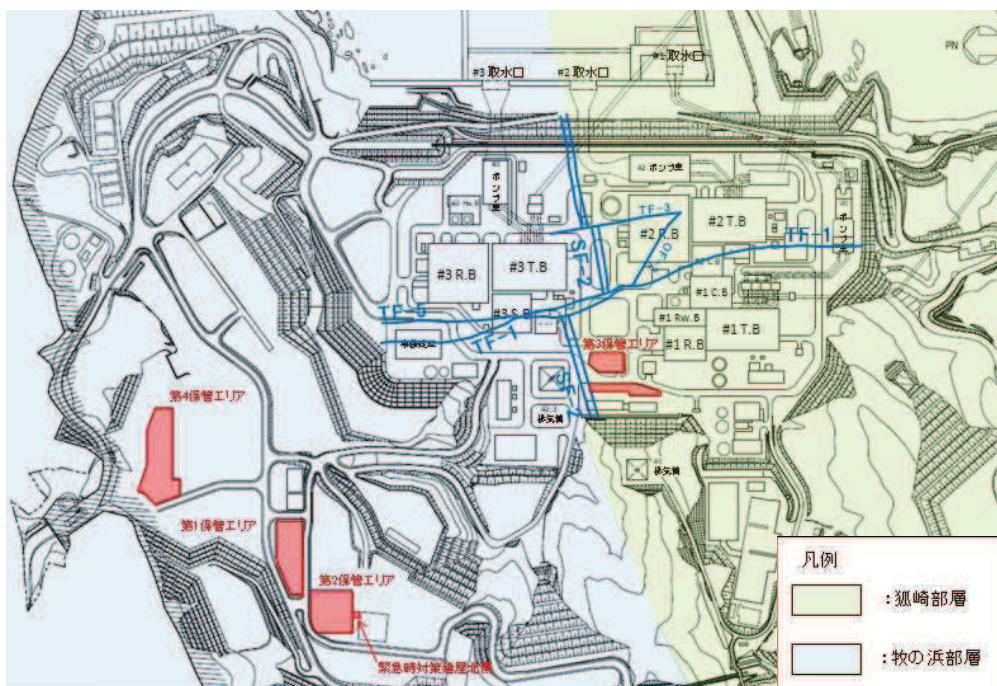 PN
#1 取水口
#3 取水口
#2 取水口
ポンプ室
#2 ポンプ室
ポンプ室
TF-3
#2 R.B
#2 T.B
TF-1
OF-
SF-2
#3 R.B
#3 T.B
#1 C.B
TF-5
#3 S.B
#1 Rw.B
#1 T.B
TF-1
#1 R.B
第3保管エリア
第4保管エリア
排気筒
排気筒
第1保管エリア
第2保管エリア
緊急時対策建屋北側
凡例
:狐崎部層
:牧の浜部層